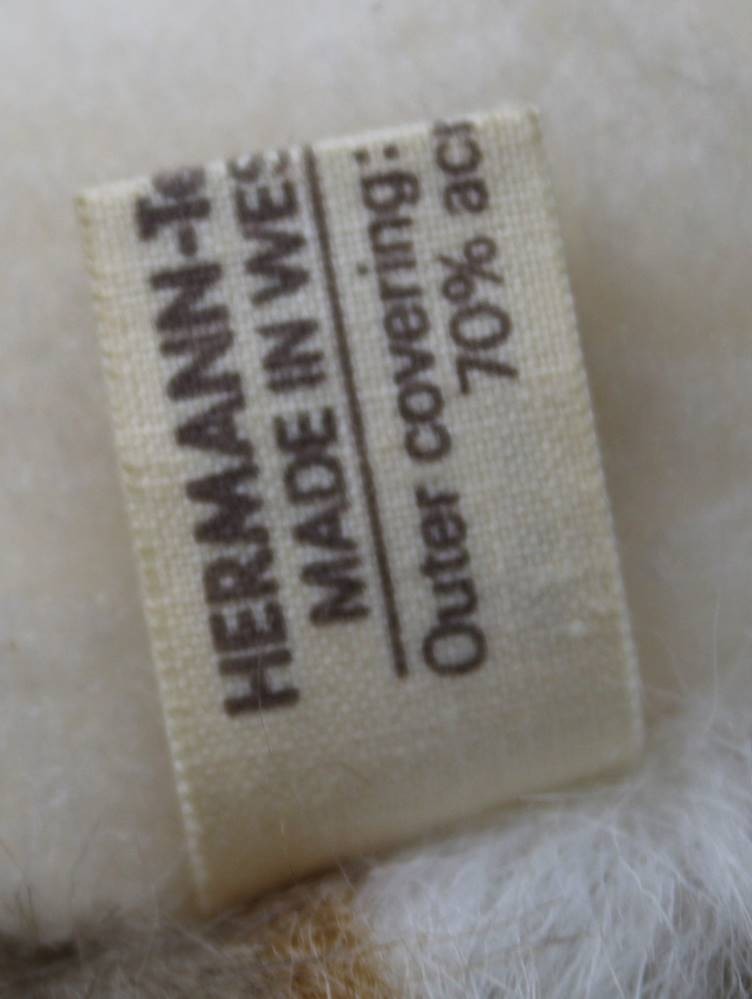 HERMANN-Te
MADE IN WES
Outer covering:
70% acr